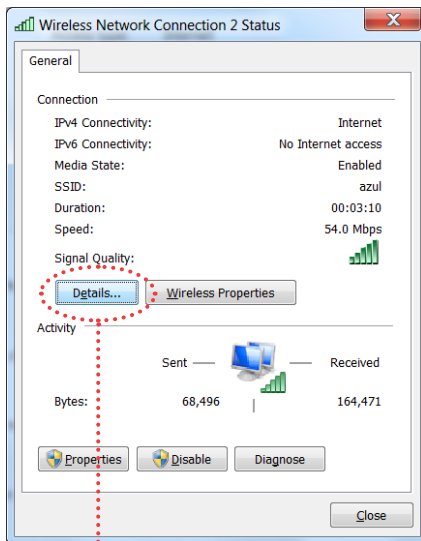 Wireless Network Connection 2 Status
General
Connection
IPv4 Connectivity: Internet
IPv6 Connectivity: No Internet access
Media State: Enabled
SSID: azul
Duration: 00:03:10
Speed: 54.0 Mbps
Signal Quality:
Details... Wireless Properties
Activity
Sent Received
Bytes: 68,496 164,471
Properties Disable Diagnose
Close